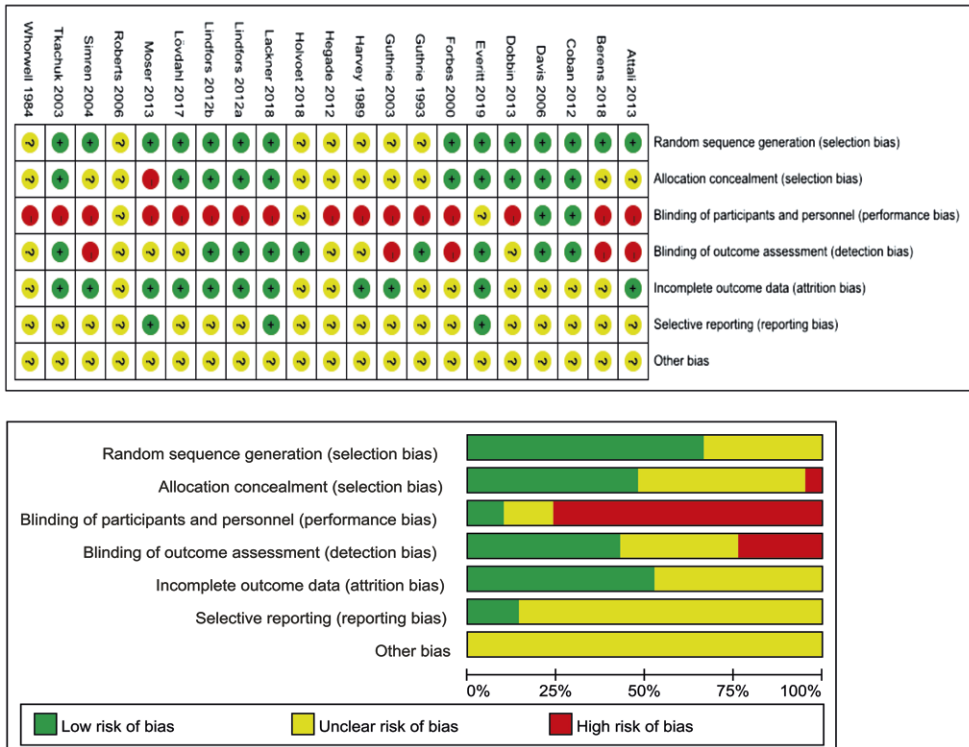 Whorwell 1984
Tkachuk 2003
Simren 2004
Roberts 2006
Moser 2013
Lövdahl 2017
Lindfors 2012b
Lindfors 2012a
Lackner 2018
Holvoet 2018
Hegade 2012
Harvey 1989
Guthrie 2003
Guthrie 1993
Forbes 2000
Everitt 2019
Dobbin 2013
Davis 2006
Coban 2012
Berens 2018
Attali 2013
? + + ? + + + + + ? ? ? ? ? + + + + + + + Random sequence generation (selection bias)
? + ? ? - + + + + ? ? ? ? ? + + + + + ? ? Allocation concealment (selection bias)
- - - ? - - - - - ? - - - - - ? - + + - - Blinding of participants and personnel (performance bias)
? + - ? ? ? + + + + ? ? - + - + ? + + - - Blinding of outcome assessment (detection bias)
? + + ? + + + + + ? ? + + ? ? + ? ? ? ? + Incomplete outcome data (attrition bias)
? ? ? ? + ? ? ? + ? ? ? ? ? ? + ? ? ? ? ? Selective reporting (reporting bias)
? ? ? ? ? ? ? ? ? ? ? ? ? ? ? ? ? ? ? ? ? Other bias
Random sequence generation (selection bias)
Allocation concealment (selection bias)
Blinding of participants and personnel (performance bias)
Blinding of outcome assessment (detection bias)
Incomplete outcome data (attrition bias)
Selective reporting (reporting bias)
Other bias
0% 25% 50% 75% 100%
Low risk of bias Unclear risk of bias High risk of bias